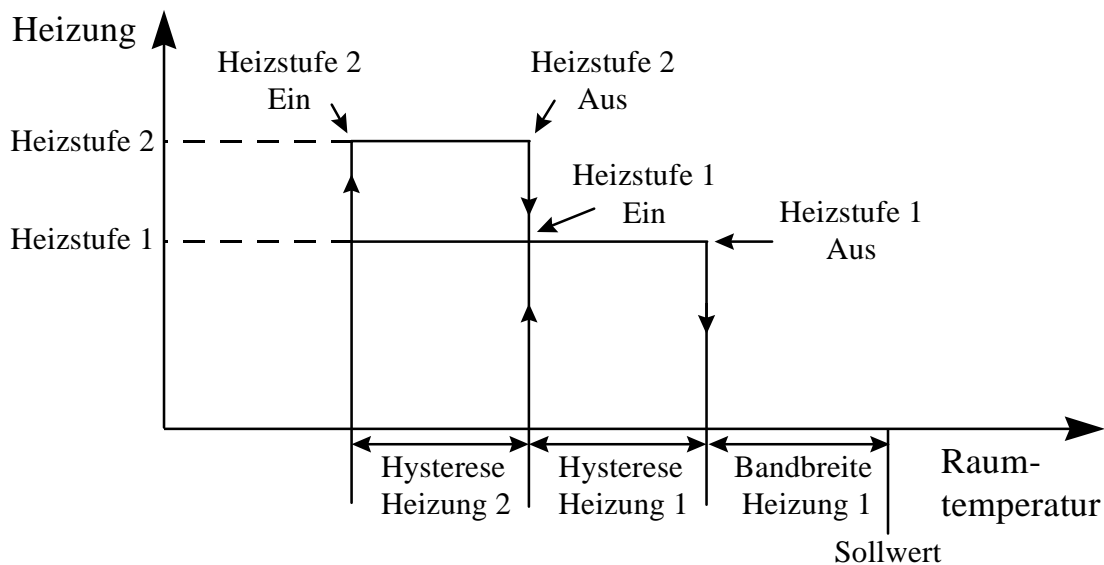 Heizung
Heizstufe 2
Ein
Heizstufe 2
Aus
Heizstufe 2
Heizstufe 1
Ein
Heizstufe 1
Aus
Heizstufe 1
Hysterese
Heizung 2
Hysterese
Heizung 1
Bandbreite
Heizung 1
Raum-
temperatur
Sollwert